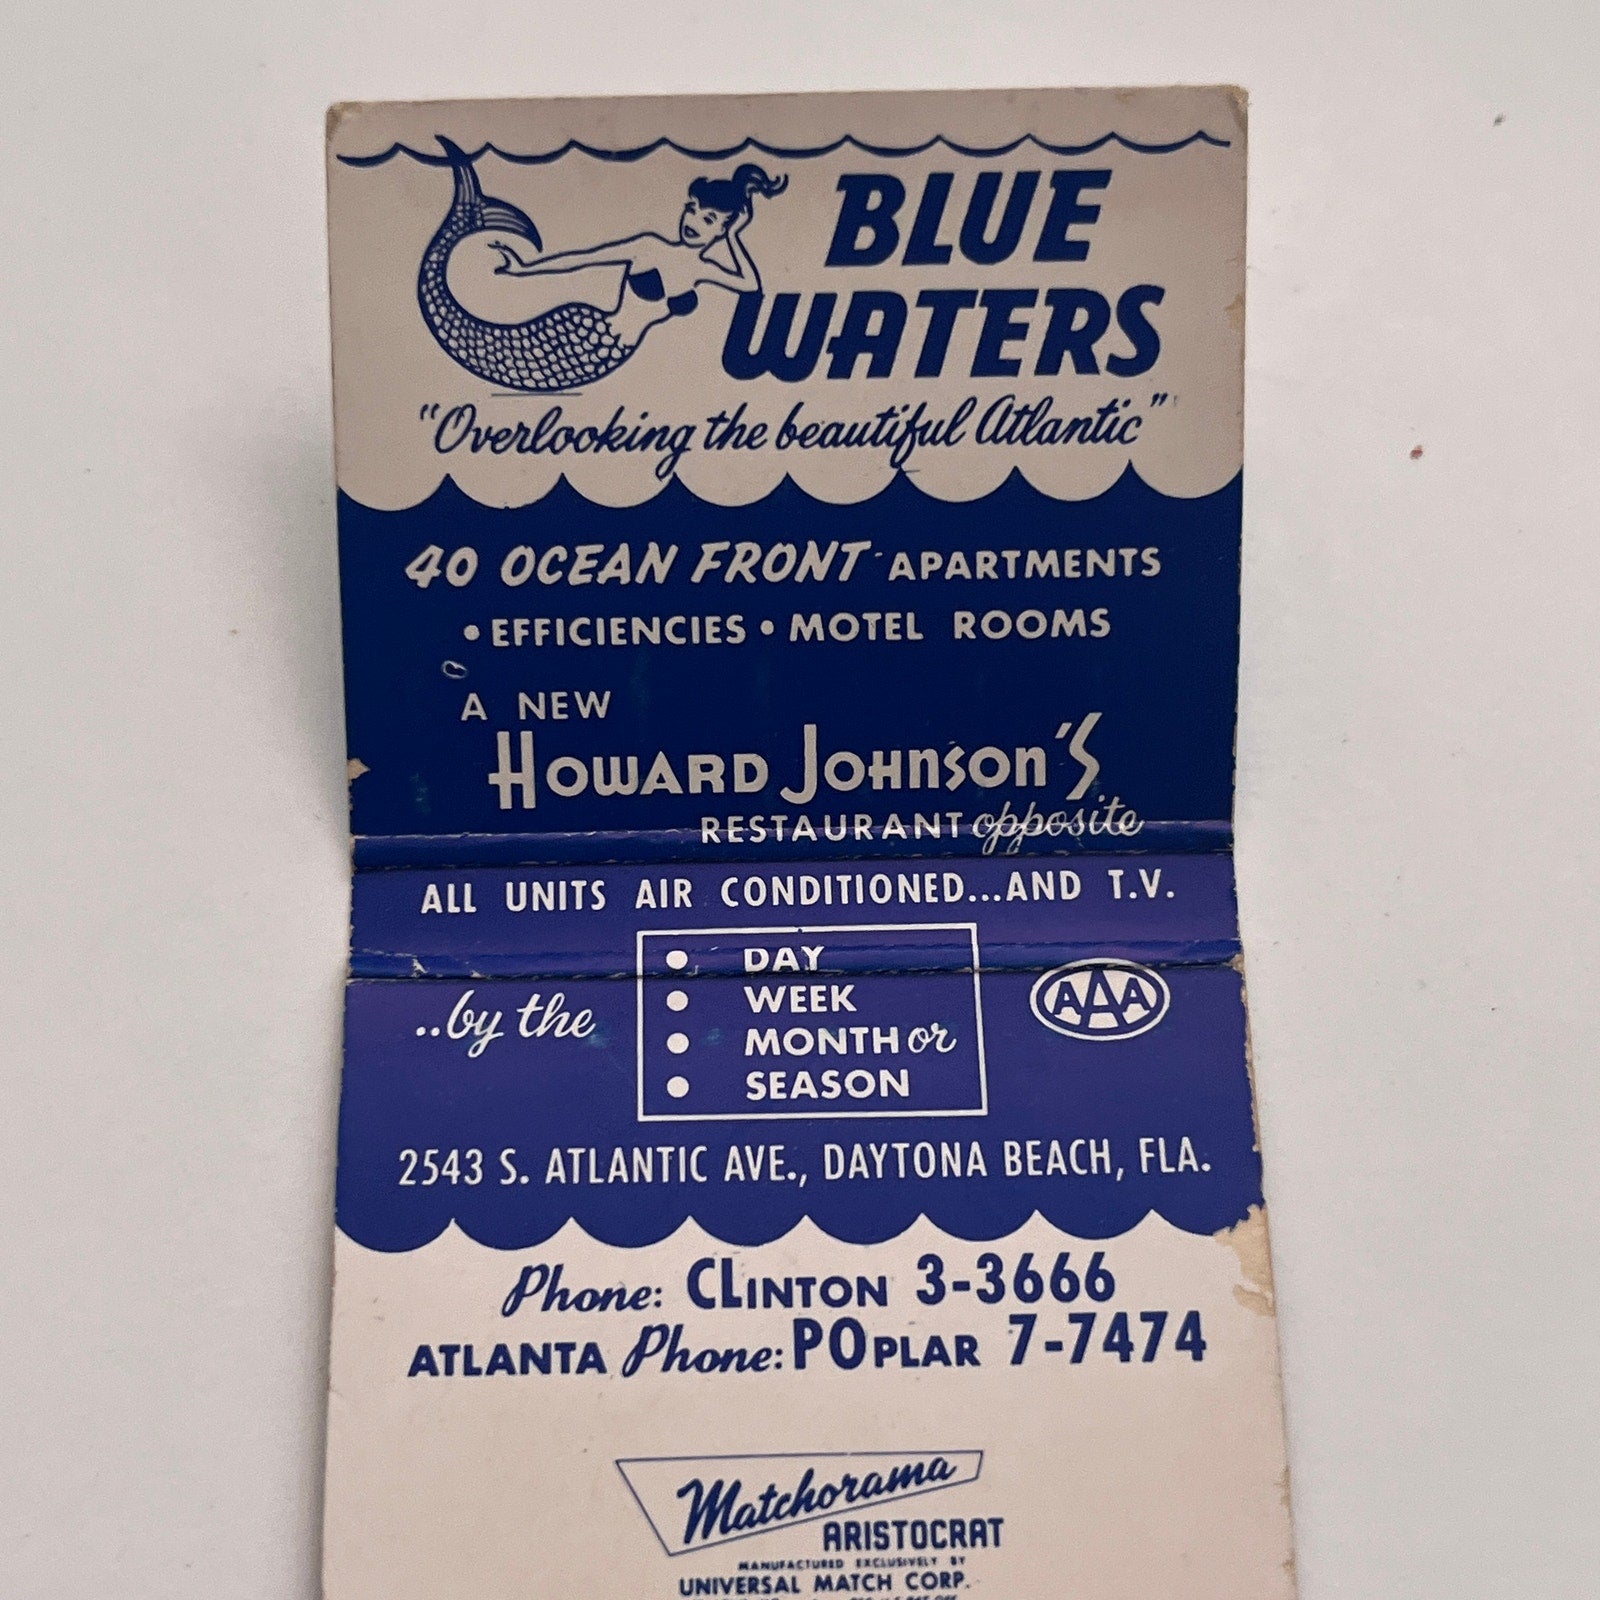 BLUE
WATERS
"Overlooking the beautiful Atlantic"
40 OCEAN FRONT APARTMENTS
• EFFICIENCIES • MOTEL ROOMS
A NEW
HOWARD JOHNSON'S
RESTAURANT opposite
ALL UNITS AIR CONDITIONED...AND T.V.
..by the
• DAY
• WEEK
• MONTH or
• SEASON
AAA
2543 S. ATLANTIC AVE., DAYTONA BEACH, FLA.
Phone: CLINTON 3-3666
ATLANTA Phone: POPLAR 7-7474
Matchorama
ARISTOCRAT
MANUFACTURED EXCLUSIVELY BY
UNIVERSAL MATCH CORP.